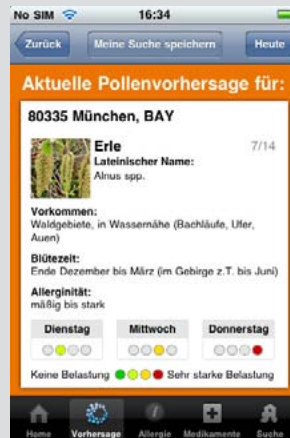 No SIM 16:34
Zurück Meine Suche speichern Heute
Aktuelle Pollenvorhersage für:
80335 München, BAY
Erle 7/14
Lateinischer Name:
Alnus spp.
Vorkommen:
Waldgebiete, in Wassernähe (Bachläufe, Ufer,
Auen)
Blütezeit:
Ende Dezember bis März (im Gebirge z.T. bis Juni)
Allerginität:
mäßig bis stark
Dienstag Mittwoch Donnerstag
Keine Belastung Sehr starke Belastung
Home Vorhersage Allergie Medikamente Suche